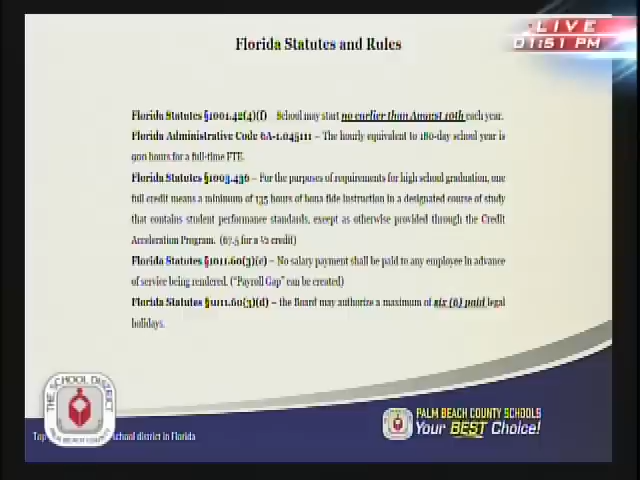 LIVE
01:51 PM
Florida Statutes and Rules
Florida Statutes §1001.42(4)(f) School may start no earlier than August 10th each year.
Florida Administrative Code 6A-1.045111 – The hourly equivalent to 180-day school year is
900 hours for a full-time FTE.
Florida Statutes §1003.436 – For the purposes of requirements for high school graduation, one
full credit means a minimum of 135 hours of bona fide instruction in a designated course of study
that contains student performance standards, except as otherwise provided through the Credit
Acceleration Program. (67.5 for a ½ credit)
Florida Statutes §1011.60(3)(c) – No salary payment shall be paid to any employee in advance
of service being rendered. ("Payroll Gap" can be created)
Florida Statutes §1011.60(3)(d) – the Board may authorize a maximum of six (6) paid legal
holidays.
THE SCHOOL DISTRICT
PALM BEACH COUNTY
Top school district in Florida
PALM BEACH COUNTY SCHOOLS
Your BEST Choice!